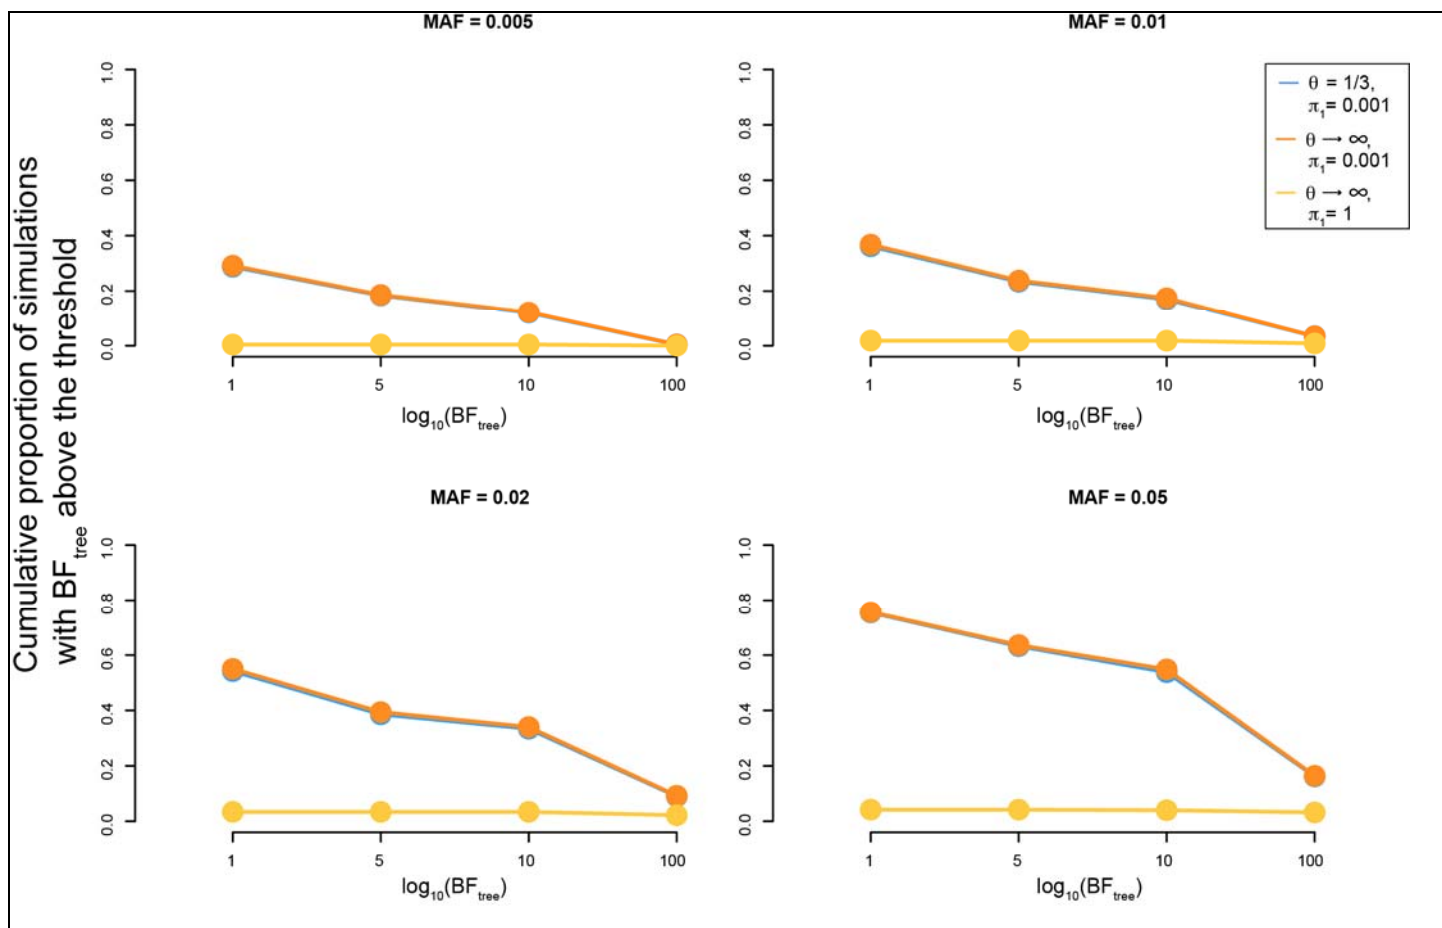 MAF = 0.005
MAF = 0.01
Cumulative proportion of simulations
with BFtree above the threshold
1.0
0.8
0.6
0.4
0.2
0.0
1 5 10 100
log10(BFtree)
1.0
0.8
0.6
0.4
0.2
0.0
1 5 10 100
log10(BFtree)
θ = 1/3,
π1= 0.001
θ → ∞,
π1= 0.001
θ → ∞,
π1= 1
MAF = 0.02
MAF = 0.05
1.0
0.8
0.6
0.4
0.2
0.0
1 5 10 100
log10(BFtree)
1.0
0.8
0.6
0.4
0.2
0.0
1 5 10 100
log10(BFtree)